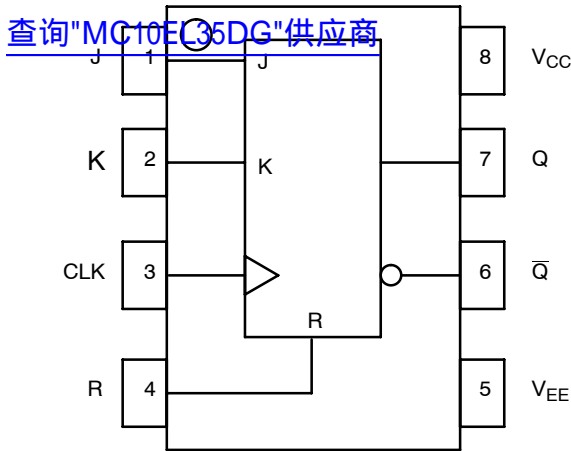 查询"MC10EL35DG"供应商
J 1 J 8 VCC
K 2 K 7 Q
CLK 3 6 Q̅
R
R 4 5 VEE